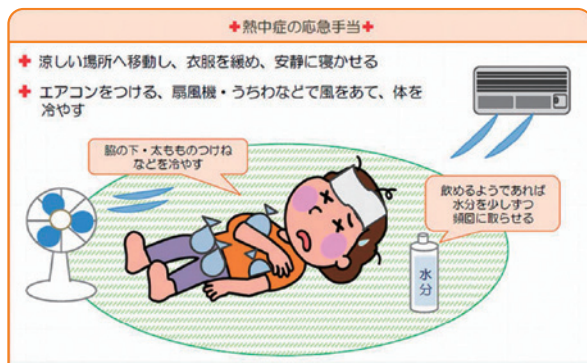 ✚熱中症の応急手当✚
✚ 涼しい場所へ移動し、衣服を緩め、安静に寝かせる
✚ エアコンをつける、扇風機・うちわなどで風をあて、体を
冷やす
脇の下・太もものつけね
などを冷やす
飲めるようであれば
水分を少しずつ
頻回に取らせる
水分